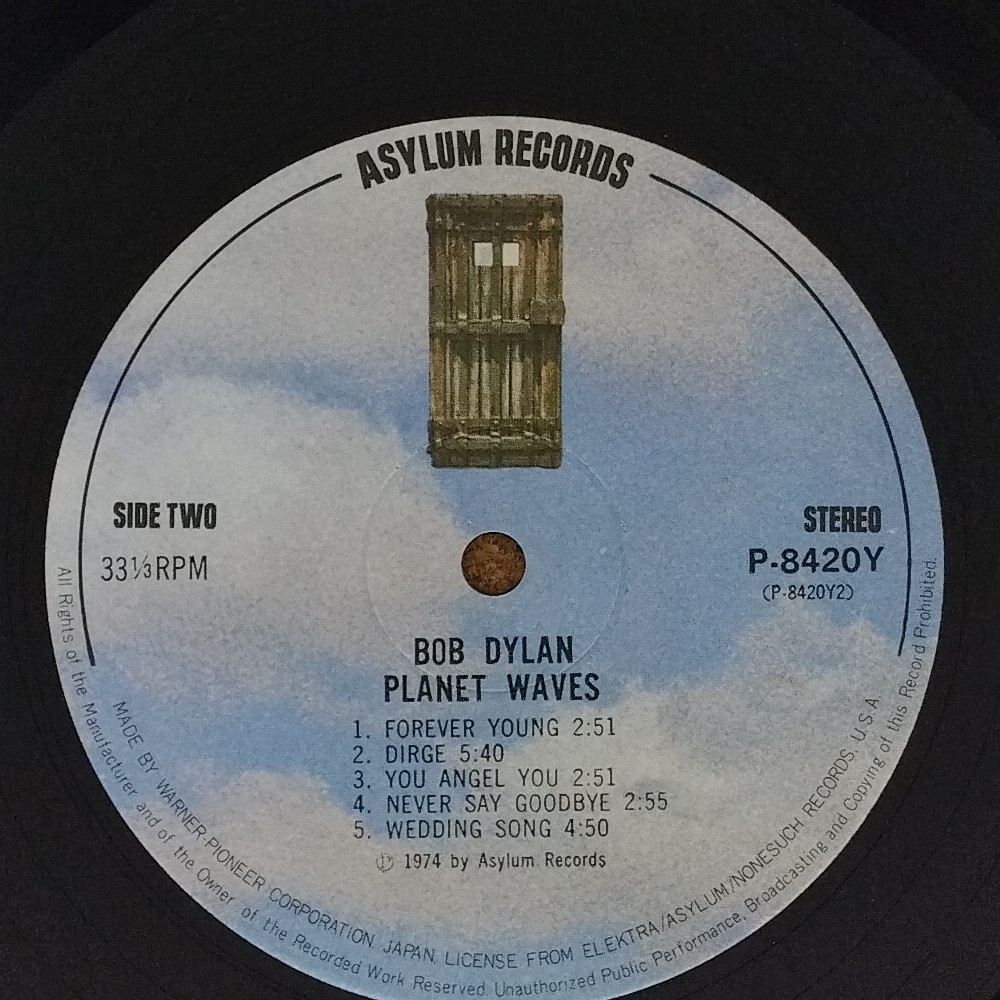 ASYLUM RECORDS
SIDE TWO
33⅓ RPM
STEREO
P-8420Y
(P-8420Y2)
BOB DYLAN
PLANET WAVES
1. FOREVER YOUNG 2:51
2. DIRGE 5:40
3. YOU ANGEL YOU 2:51
4. NEVER SAY GOODBYE 2:55
5. WEDDING SONG 4:50
Ⓟ 1974 by Asylum Records
MADE BY WARNER-PIONEER CORPORATION, JAPAN, LICENSE FROM ELEKTRA/ASYLUM/NONESUCH RECORDS, U.S.A.
All Rights of the Manufacturer and of the Owner of the Recorded Work Reserved. Unauthorized Public Performance, Broadcasting and Copying of this Record Prohibited.